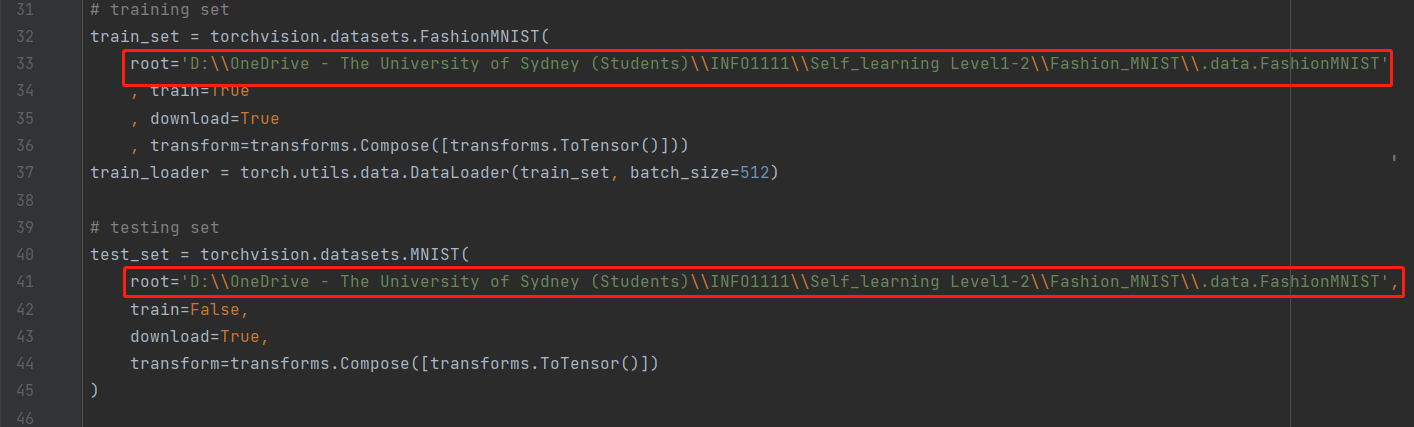 31 # training set
32 train_set = torchvision.datasets.FashionMNIST(
33 root='D:\\OneDrive - The University of Sydney (Students)\\INFO1111\\Self_learning Level1-2\\Fashion_MNIST\\.data.FashionMNIST'
34 , train=True
35 , download=True
36 , transform=transforms.Compose([transforms.ToTensor()]))
37 train_loader = torch.utils.data.DataLoader(train_set, batch_size=512)
38
39 # testing set
40 test_set = torchvision.datasets.MNIST(
41 root='D:\\OneDrive - The University of Sydney (Students)\\INFO1111\\Self_learning Level1-2\\Fashion_MNIST\\.data.FashionMNIST',
42 train=False,
43 download=True,
44 transform=transforms.Compose([transforms.ToTensor()])
45 )
46